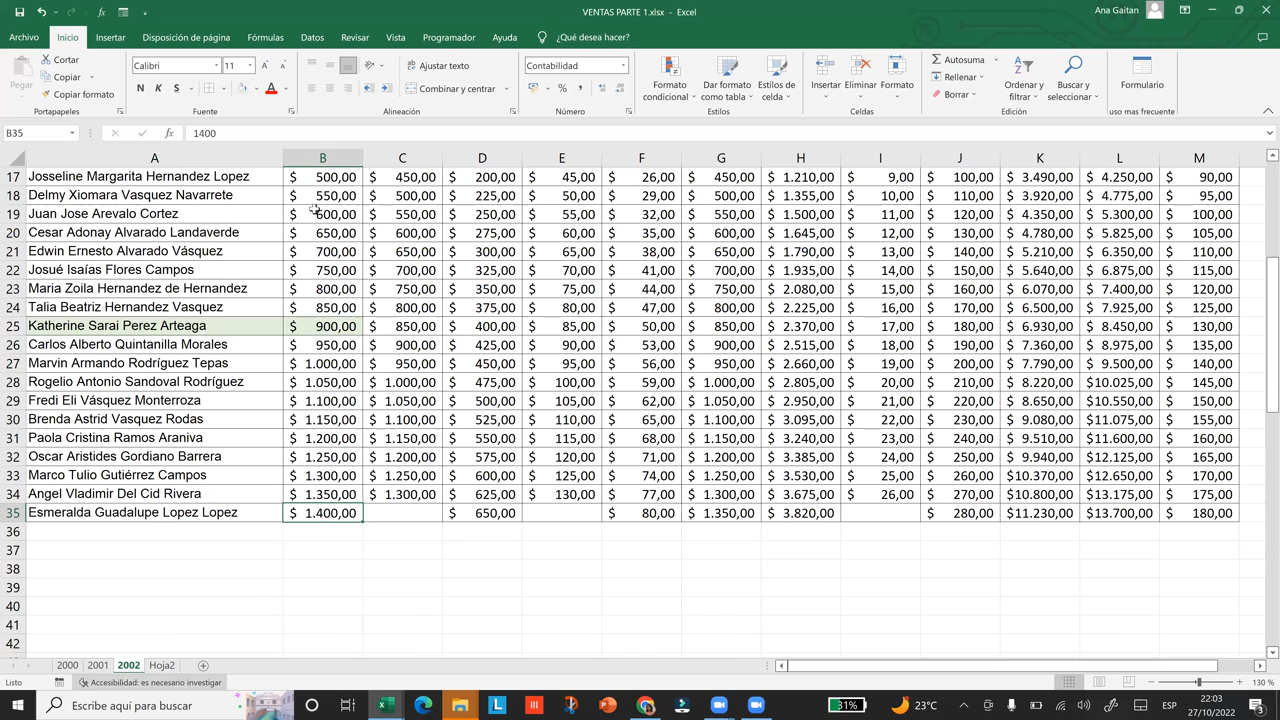 VENTAS PARTE 1.xlsx - Excel
Ana Gaitan
Archivo Inicio Insertar Disposición de página Fórmulas Datos Revisar Vista Programador Ayuda ¿Qué desea hacer?
Pegar
Cortar
Copiar
Copiar formato
Portapapeles
Calibri 11
N K S
Fuente
Ajustar texto
Combinar y centrar
Alineación
Contabilidad
$ % 000
Número
Formato condicional
Dar formato como tabla
Estilos de celda
Estilos
Insertar Eliminar Formato
Celdas
Autosuma
Rellenar
Borrar
Ordenar y filtrar
Buscar y seleccionar
Edición
Formulario
uso mas frecuente
B35 fx 1400
A B C D E F G H I J K L M
17 Josseline Margarita Hernandez Lopez $ 500,00 $ 450,00 $ 200,00 $ 45,00 $ 26,00 $ 450,00 $ 1.210,00 $ 9,00 $ 100,00 $ 3.490,00 $ 4.250,00 $ 90,00
18 Delmy Xiomara Vasquez Navarrete $ 550,00 $ 500,00 $ 225,00 $ 50,00 $ 29,00 $ 500,00 $ 1.355,00 $ 10,00 $ 110,00 $ 3.920,00 $ 4.775,00 $ 95,00
19 Juan Jose Arevalo Cortez $ 600,00 $ 550,00 $ 250,00 $ 55,00 $ 32,00 $ 550,00 $ 1.500,00 $ 11,00 $ 120,00 $ 4.350,00 $ 5.300,00 $ 100,00
20 Cesar Adonay Alvarado Landaverde $ 650,00 $ 600,00 $ 275,00 $ 60,00 $ 35,00 $ 600,00 $ 1.645,00 $ 12,00 $ 130,00 $ 4.780,00 $ 5.825,00 $ 105,00
21 Edwin Ernesto Alvarado Vásquez $ 700,00 $ 650,00 $ 300,00 $ 65,00 $ 38,00 $ 650,00 $ 1.790,00 $ 13,00 $ 140,00 $ 5.210,00 $ 6.350,00 $ 110,00
22 Josué Isaías Flores Campos $ 750,00 $ 700,00 $ 325,00 $ 70,00 $ 41,00 $ 700,00 $ 1.935,00 $ 14,00 $ 150,00 $ 5.640,00 $ 6.875,00 $ 115,00
23 Maria Zoila Hernandez de Hernandez $ 800,00 $ 750,00 $ 350,00 $ 75,00 $ 44,00 $ 750,00 $ 2.080,00 $ 15,00 $ 160,00 $ 6.070,00 $ 7.400,00 $ 120,00
24 Talia Beatriz Hernandez Vasquez $ 850,00 $ 800,00 $ 375,00 $ 80,00 $ 47,00 $ 800,00 $ 2.225,00 $ 16,00 $ 170,00 $ 6.500,00 $ 7.925,00 $ 125,00
25 Katherine Sarai Perez Arteaga $ 900,00 $ 850,00 $ 400,00 $ 85,00 $ 50,00 $ 850,00 $ 2.370,00 $ 17,00 $ 180,00 $ 6.930,00 $ 8.450,00 $ 130,00
26 Carlos Alberto Quintanilla Morales $ 950,00 $ 900,00 $ 425,00 $ 90,00 $ 53,00 $ 900,00 $ 2.515,00 $ 18,00 $ 190,00 $ 7.360,00 $ 8.975,00 $ 135,00
27 Marvin Armando Rodríguez Tepas $ 1.000,00 $ 950,00 $ 450,00 $ 95,00 $ 56,00 $ 950,00 $ 2.660,00 $ 19,00 $ 200,00 $ 7.790,00 $ 9.500,00 $ 140,00
28 Rogelio Antonio Sandoval Rodríguez $ 1.050,00 $ 1.000,00 $ 475,00 $ 100,00 $ 59,00 $ 1.000,00 $ 2.805,00 $ 20,00 $ 210,00 $ 8.220,00 $10.025,00 $ 145,00
29 Fredi Eli Vásquez Monterroza $ 1.100,00 $ 1.050,00 $ 500,00 $ 105,00 $ 62,00 $ 1.050,00 $ 2.950,00 $ 21,00 $ 220,00 $ 8.650,00 $10.550,00 $ 150,00
30 Brenda Astrid Vasquez Rodas $ 1.150,00 $ 1.100,00 $ 525,00 $ 110,00 $ 65,00 $ 1.100,00 $ 3.095,00 $ 22,00 $ 230,00 $ 9.080,00 $11.075,00 $ 155,00
31 Paola Cristina Ramos Araniva $ 1.200,00 $ 1.150,00 $ 550,00 $ 115,00 $ 68,00 $ 1.150,00 $ 3.240,00 $ 23,00 $ 240,00 $ 9.510,00 $11.600,00 $ 160,00
32 Oscar Aristides Gordiano Barrera $ 1.250,00 $ 1.200,00 $ 575,00 $ 120,00 $ 71,00 $ 1.200,00 $ 3.385,00 $ 24,00 $ 250,00 $ 9.940,00 $12.125,00 $ 165,00
33 Marco Tulio Gutiérrez Campos $ 1.300,00 $ 1.250,00 $ 600,00 $ 125,00 $ 74,00 $ 1.250,00 $ 3.530,00 $ 25,00 $ 260,00 $10.370,00 $12.650,00 $ 170,00
34 Angel Vladimir Del Cid Rivera $ 1.350,00 $ 1.300,00 $ 625,00 $ 130,00 $ 77,00 $ 1.300,00 $ 3.675,00 $ 26,00 $ 270,00 $10.800,00 $13.175,00 $ 175,00
35 Esmeralda Guadalupe Lopez Lopez $ 1.400,00 $ 650,00 $ 80,00 $ 1.350,00 $ 3.820,00 $ 280,00 $11.230,00 $13.700,00 $ 180,00
36
37
38
39
40
41
42
2000 2001 2002 Hoja2
Listo Accesibilidad: es necesario investigar 130 %
Escribe aquí para buscar
31%
23°C
ESP
22:03
27/10/2022
3